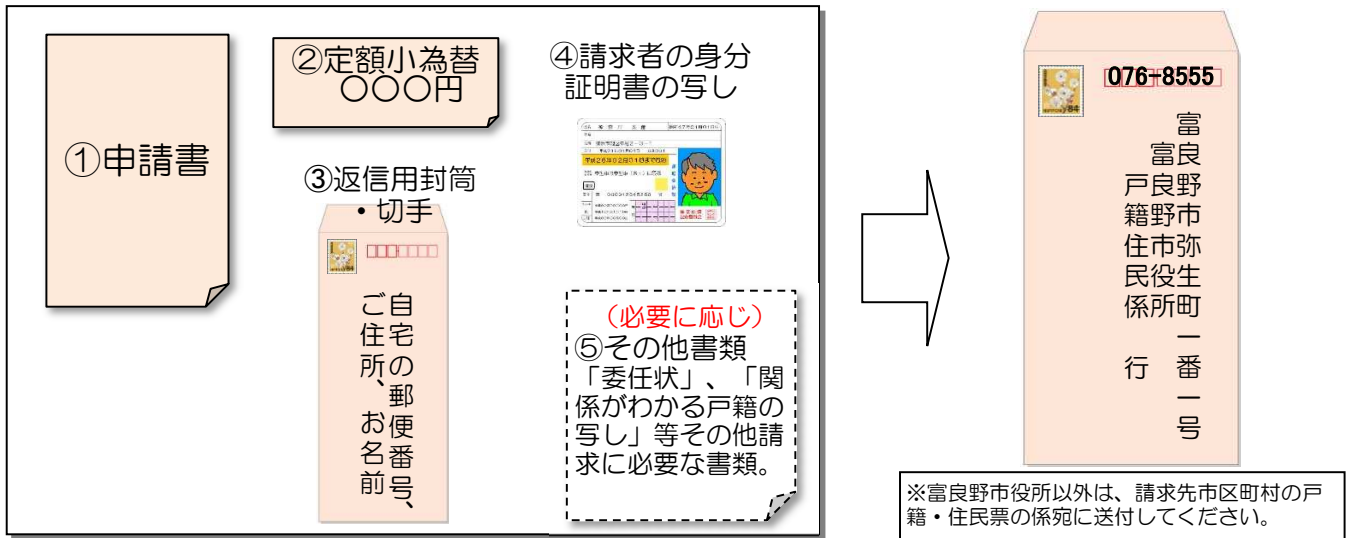 ①申請書
②定額小為替
〇〇〇円
③返信用封筒
・切手
自宅の郵便番号、
ご住所、お名前
④請求者の身分
証明書の写し
（必要に応じ）
⑤その他書類
「委任状」、「関
係がわかる戸籍の
写し」等その他請
求に必要な書類。
076-8555
富良野市弥生町一番一号
富良野市役所
戸籍住民係　行
※富良野市役所以外は、請求先市区町村の戸
籍・住民票の係宛に送付してください。